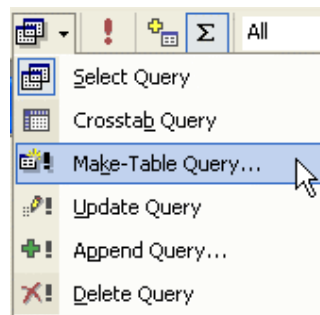 Σ All
Select Query
Crosstab Query
Make-Table Query...
Update Query
Append Query...
Delete Query